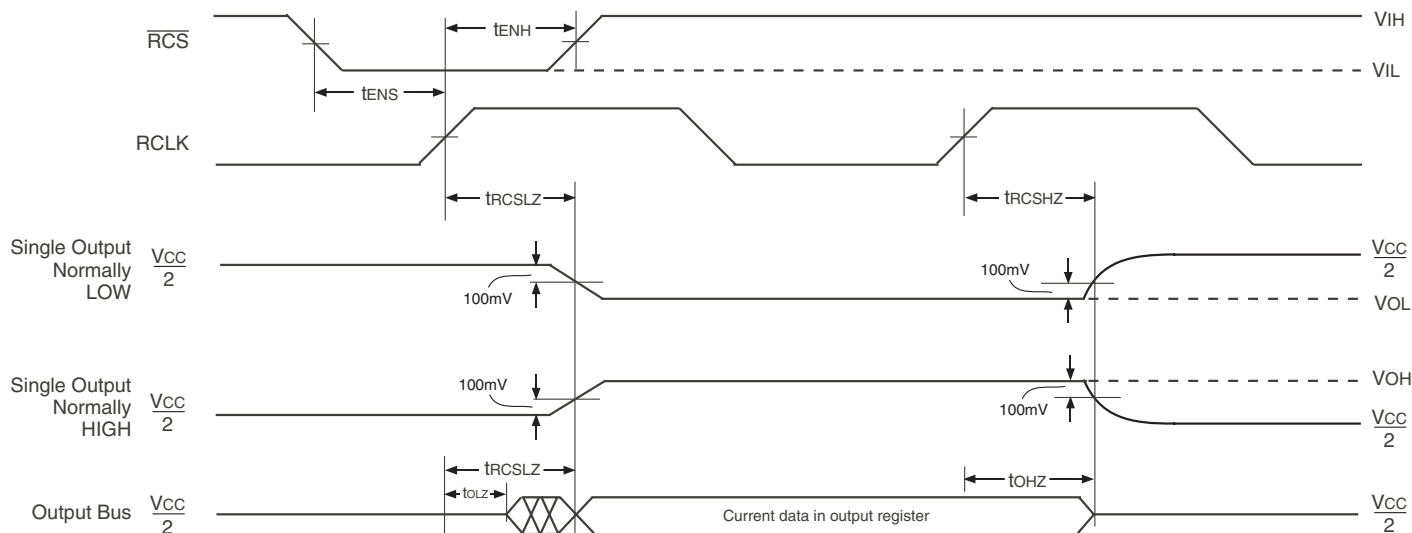 RCS
tENH
VIH
VIL
tENS
RCLK
tRCSLZ
tRCSHZ
Single Output
Normally
LOW
VCC
2
100mV
100mV
VCC
2
VOL
Single Output
Normally
HIGH
VCC
2
100mV
100mV
VOH
VCC
2
tRCSLZ
tOLZ
tOHZ
Output Bus
VCC
2
Current data in output register
VCC
2